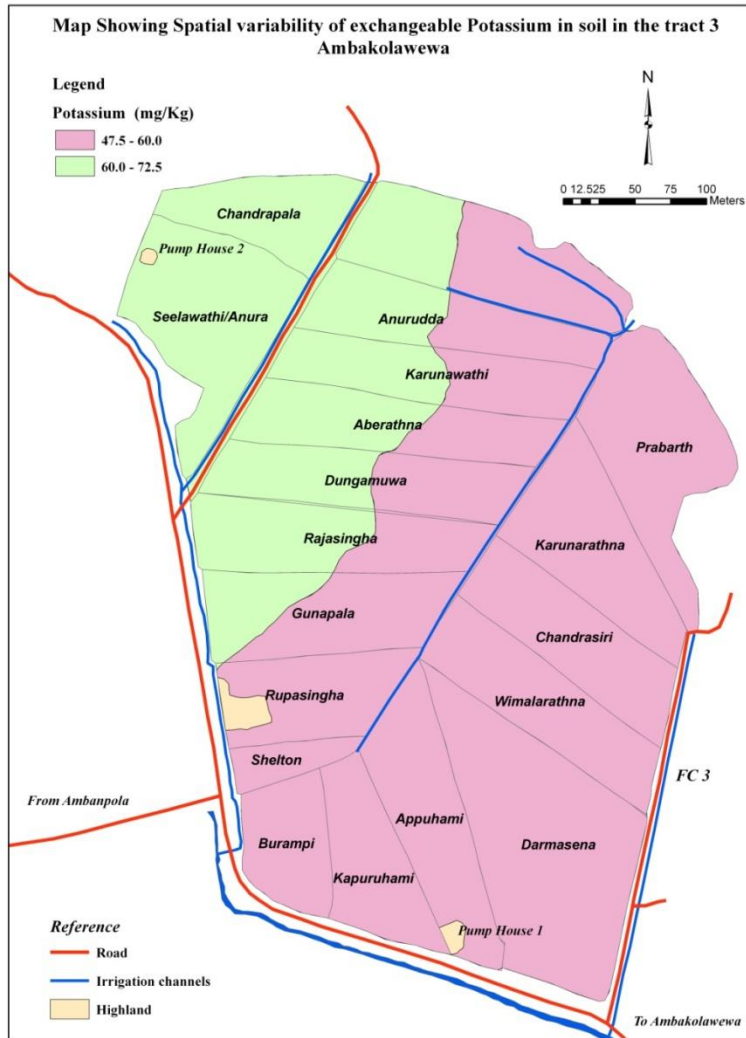 Map Showing Spatial variability of exchangeable Potassium in soil in the tract 3
Ambakolawewa
Legend
Potassium (mg/Kg)
47.5 - 60.0
60.0 - 72.5
N
0 12.525 50 75 100
Meters
Chandrapala
Pump House 2
Seelawathi/Anura
Anurudda
Karunawathi
Aberathna
Prabarth
Dungamuwa
Rajasingha
Karunarathna
Gunapala
Chandrasiri
Rupasingha
Wimalarathna
Shelton
FC 3
From Ambanpola
Appuhami
Burampi
Darmasena
Kapuruhami
Pump House 1
Reference
Road
Irrigation channels
Highland
To Ambakolawewa